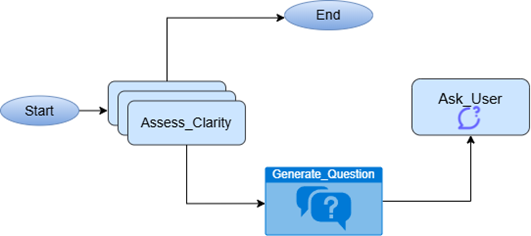 End
Start
Assess_Clarity
Ask_User
Generate_Question